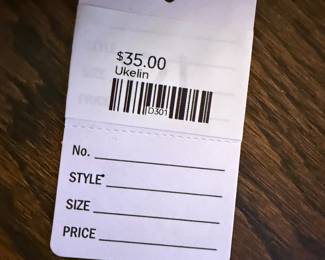 $35.00
Ukelin
D301
No.
STYLE
SIZE
PRICE